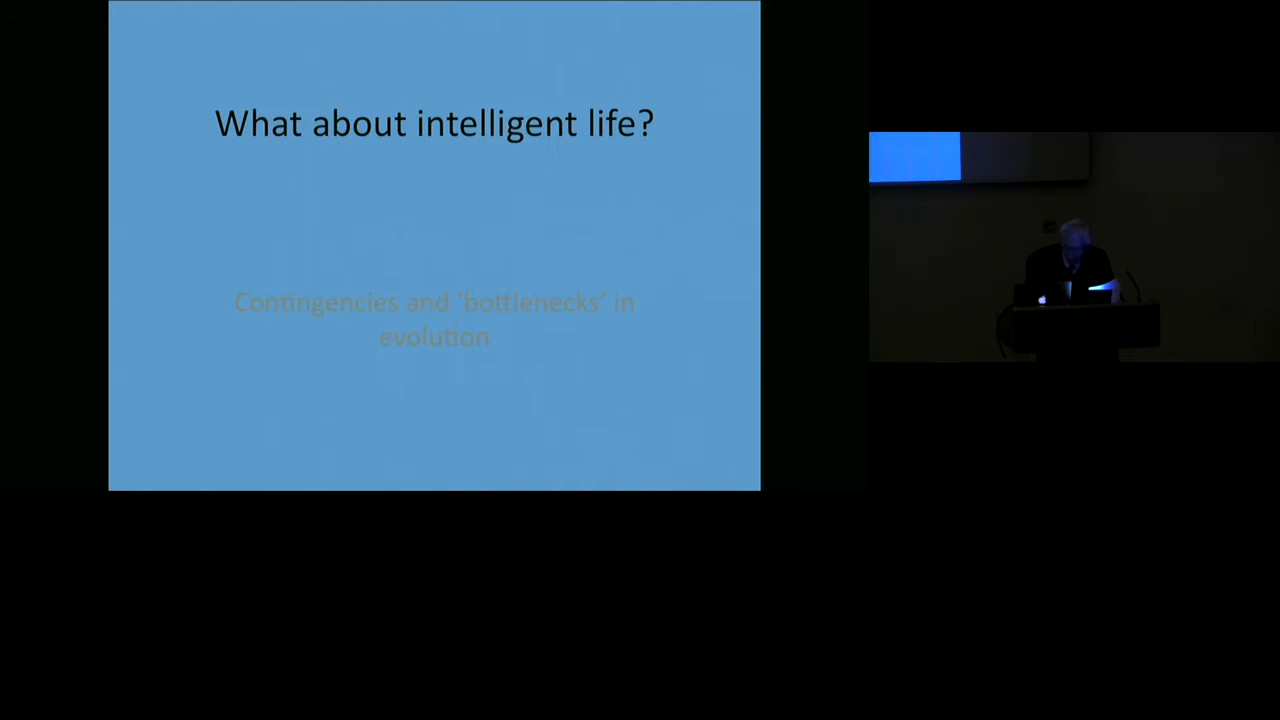 What about intelligent life?
Contingencies and 'bottlenecks' in
evolution